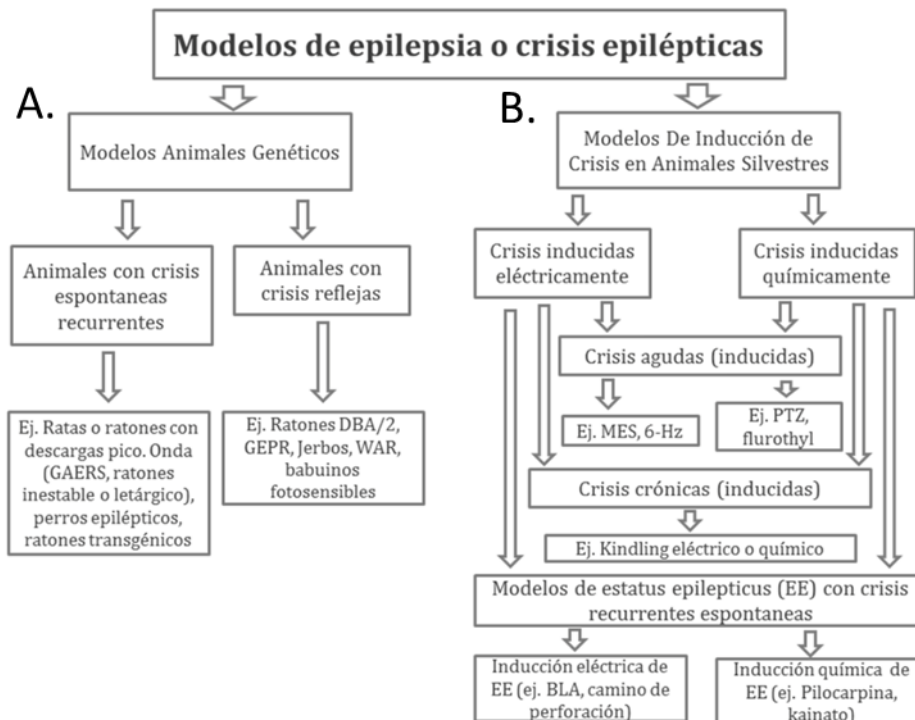 Modelos de epilepsia o crisis epilépticas
A.
Modelos Animales Genéticos
Animales con crisis
espontaneas
recurrentes
Animales con
crisis reflejas
Ej. Ratas o ratones con
descargas pico. Onda
(GAERS, ratones
inestable o letárgico),
perros epilépticos,
ratones transgénicos
Ej. Ratones DBA/2,
GEPR, Jerbos, WAR,
babuinos
fotosensibles
B.
Modelos De Inducción de
Crisis en Animales Silvestres
Crisis inducidas
eléctricamente
Crisis inducidas
químicamente
Crisis agudas (inducidas)
Ej. MES, 6-Hz
Ej. PTZ,
flurothyl
Crisis crónicas (inducidas)
Ej. Kindling eléctrico o químico
Modelos de estatus epilepticus (EE) con crisis
recurrentes espontaneas
Inducción eléctrica de
EE (ej. BLA, camino de
perforación)
Inducción química de
EE (ej. Pilocarpina,
kainato)